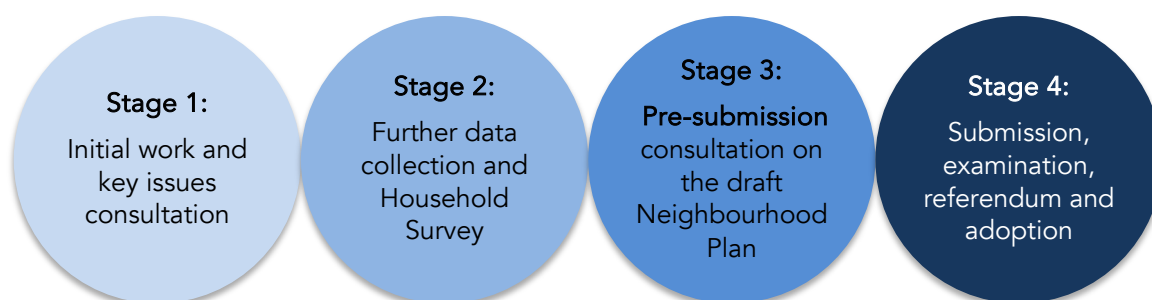 Stage 1:
Initial work and
key issues
consultation
Stage 2:
Further data
collection and
Household
Survey
Stage 3:
Pre-submission
consultation on
the draft
Neighbourhood
Plan
Stage 4:
Submission,
examination,
referendum and
adoption